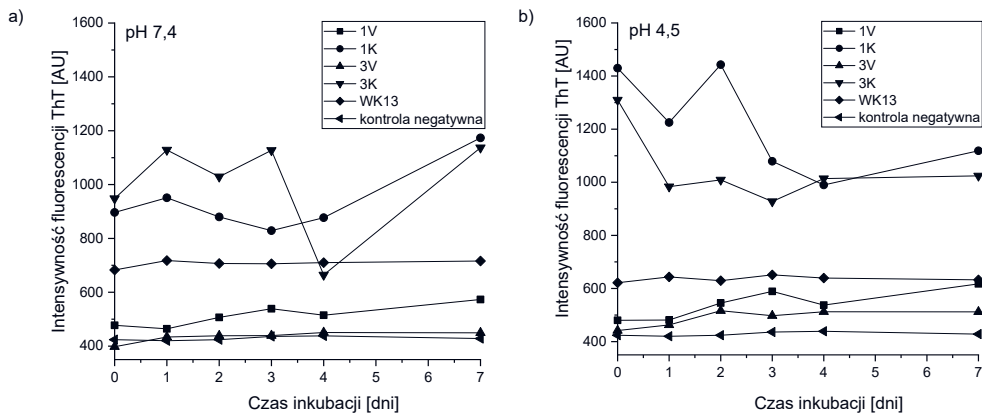 a)
pH 7,4
1V
1K
3V
3K
WK13
kontrola negatywna
Intensywność fluorescencji ThT [AU]
1600
1400
1200
1000
800
600
400
0 1 2 3 4 5 6 7
Czas inkubacji [dni]
b)
pH 4,5
1V
1K
3V
3K
WK13
kontrola negatywna
Intensywność fluorescencji ThT [AU]
1600
1400
1200
1000
800
600
400
0 1 2 3 4 5 6 7
Czas inkubacji [dni]